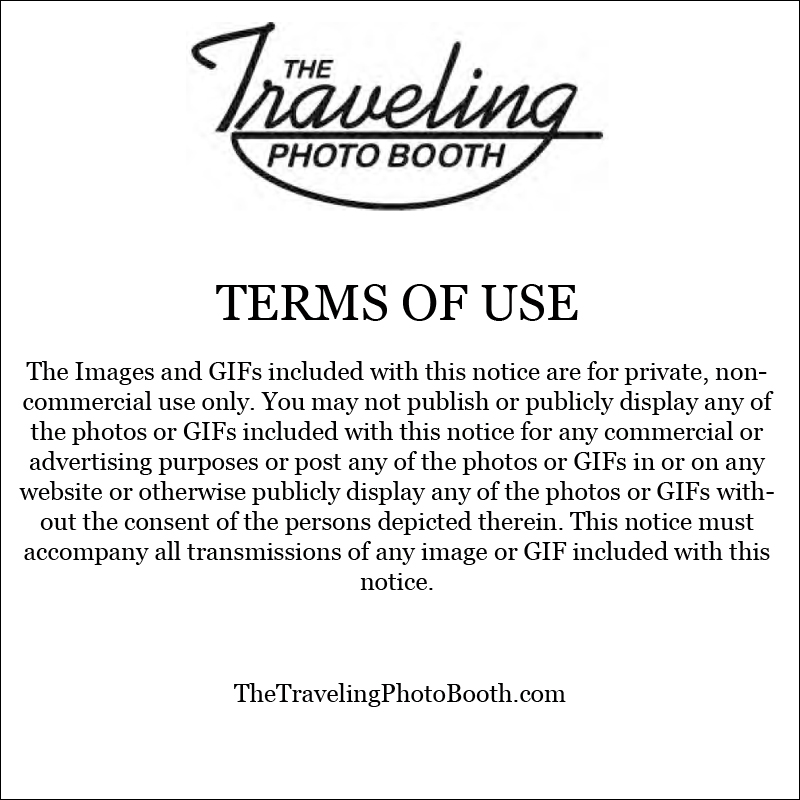 THE
Traveling
PHOTO BOOTH
TERMS OF USE
The Images and GIFs included with this notice are for private, non-
commercial use only. You may not publish or publicly display any of
the photos or GIFs included with this notice for any commercial or
advertising purposes or post any of the photos or GIFs in or on any
website or otherwise publicly display any of the photos or GIFs with-
out the consent of the persons depicted therein. This notice must
accompany all transmissions of any image or GIF included with this
notice.
TheTravelingPhotoBooth.com